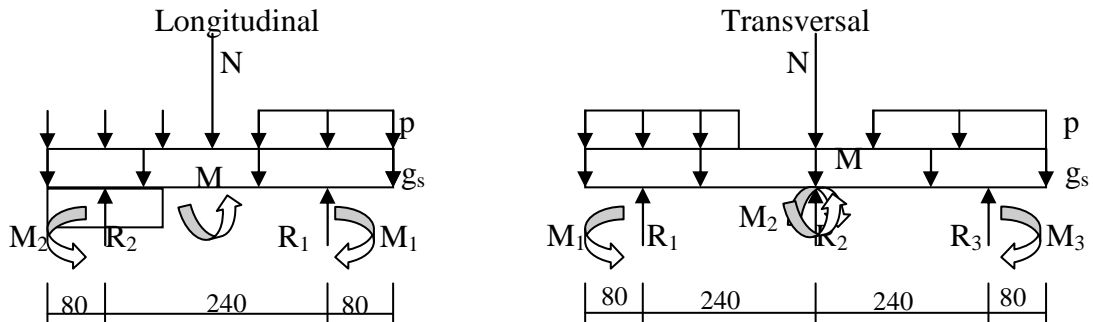 Longitudinal
N
p
g_s
M
M_2
R_2
R_1
M_1
80
240
80
Transversal
N
p
M
g_s
M_1
R_1
M_2
R_2
R_3
M_3
80
240
240
80